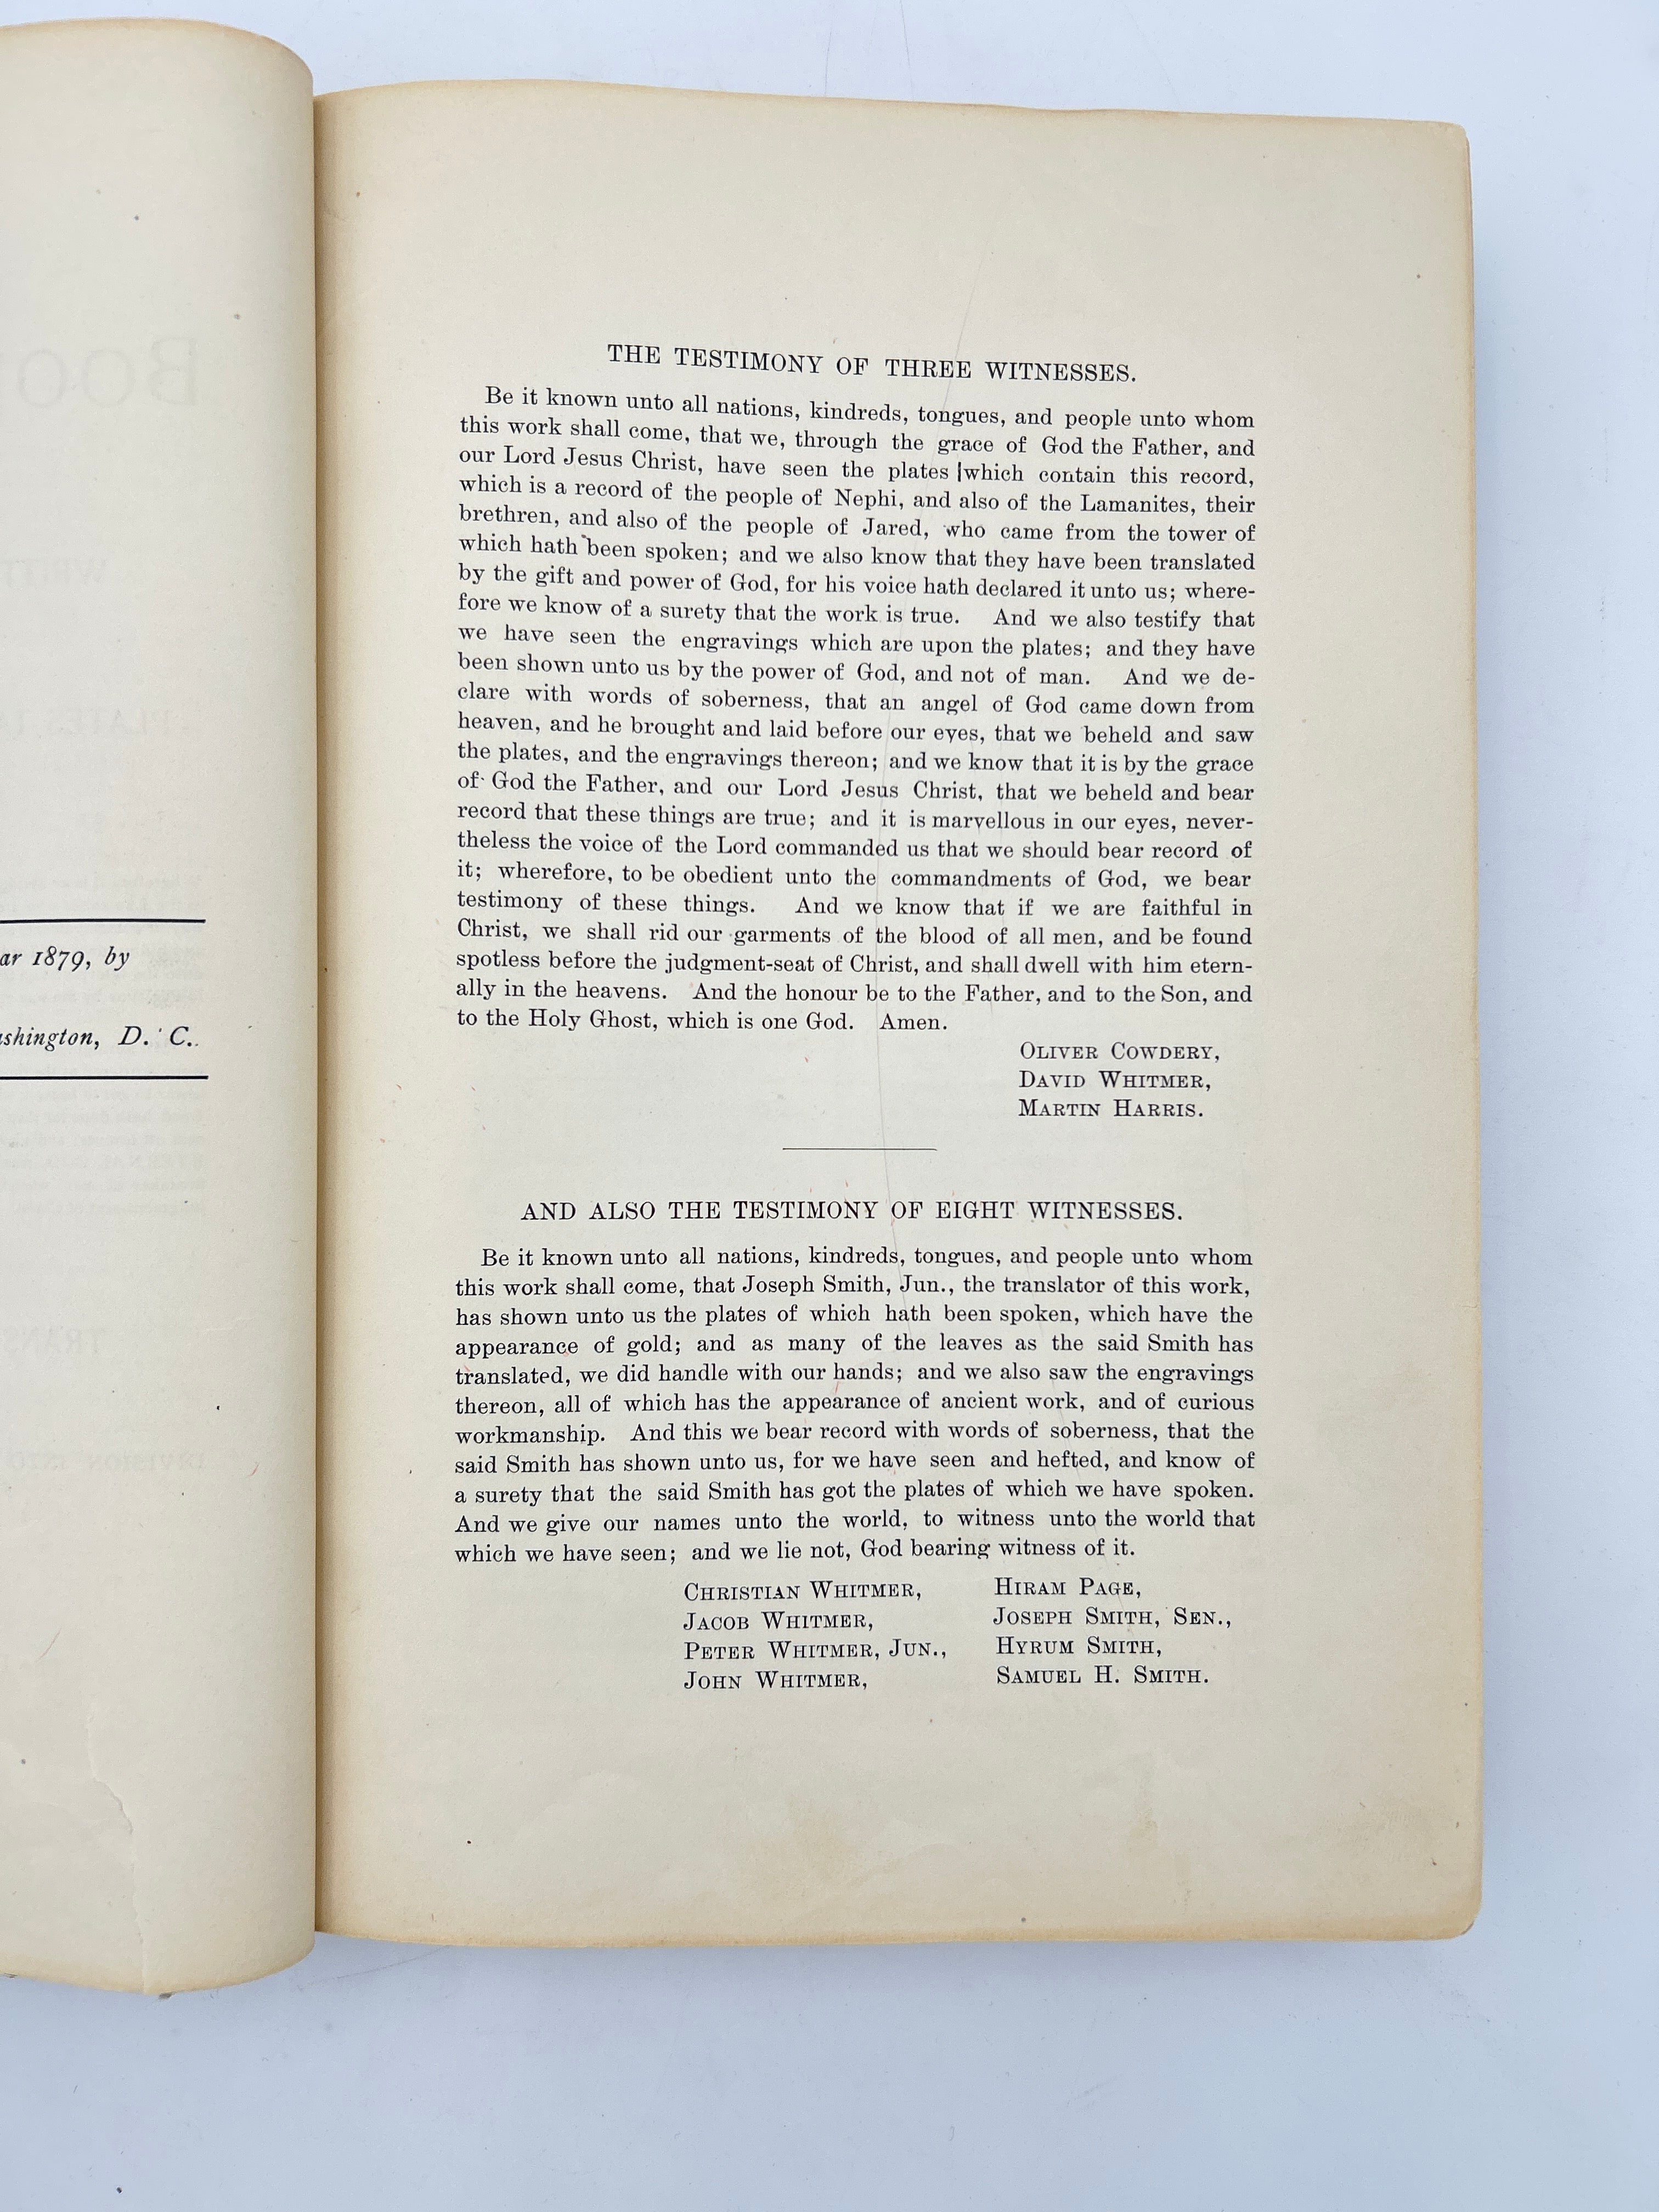 ar 1879, by
shington, D. C.
THE TESTIMONY OF THREE WITNESSES.
Be it known unto all nations, kindreds, tongues, and people unto whom
this work shall come, that we, through the grace of God the Father, and
our Lord Jesus Christ, have seen the plates which contain this record,
which is a record of the people of Nephi, and also of the Lamanites, their
brethren, and also of the people of Jared, who came from the tower of
which hath been spoken; and we also know that they have been translated
by the gift and power of God, for his voice hath declared it unto us; where-
fore we know of a surety that the work is true. And we also testify that
we have seen the engravings which are upon the plates; and they have
been shown unto us by the power of God, and not of man. And we de-
clare with words of soberness, that an angel of God came down from
heaven, and he brought and laid before our eyes, that we beheld and saw
the plates, and the engravings thereon; and we know that it is by the grace
of God the Father, and our Lord Jesus Christ, that we beheld and bear
record that these things are true; and it is marvellous in our eyes, never-
theless the voice of the Lord commanded us that we should bear record of
it; wherefore, to be obedient unto the commandments of God, we bear
testimony of these things. And we know that if we are faithful in
Christ, we shall rid our garments of the blood of all men, and be found
spotless before the judgment-seat of Christ, and shall dwell with him etern-
ally in the heavens. And the honour be to the Father, and to the Son, and
to the Holy Ghost, which is one God. Amen.
OLIVER COWDERY,
DAVID WHITMER,
MARTIN HARRIS.
AND ALSO THE TESTIMONY OF EIGHT WITNESSES.
Be it known unto all nations, kindreds, tongues, and people unto whom
this work shall come, that Joseph Smith, Jun., the translator of this work,
has shown unto us the plates of which hath been spoken, which have the
appearance of gold; and as many of the leaves as the said Smith has
translated, we did handle with our hands; and we also saw the engravings
thereon, all of which has the appearance of ancient work, and of curious
workmanship. And this we bear record with words of soberness, that the
said Smith has shown unto us, for we have seen and hefted, and know of
a surety that the said Smith has got the plates of which we have spoken.
And we give our names unto the world, to witness unto the world that
which we have seen; and we lie not, God bearing witness of it.
CHRISTIAN WHITMER,
JACOB WHITMER,
PETER WHITMER, JUN.,
JOHN WHITMER,
HIRAM PAGE,
JOSEPH SMITH, SEN.,
HYRUM SMITH,
SAMUEL H. SMITH.